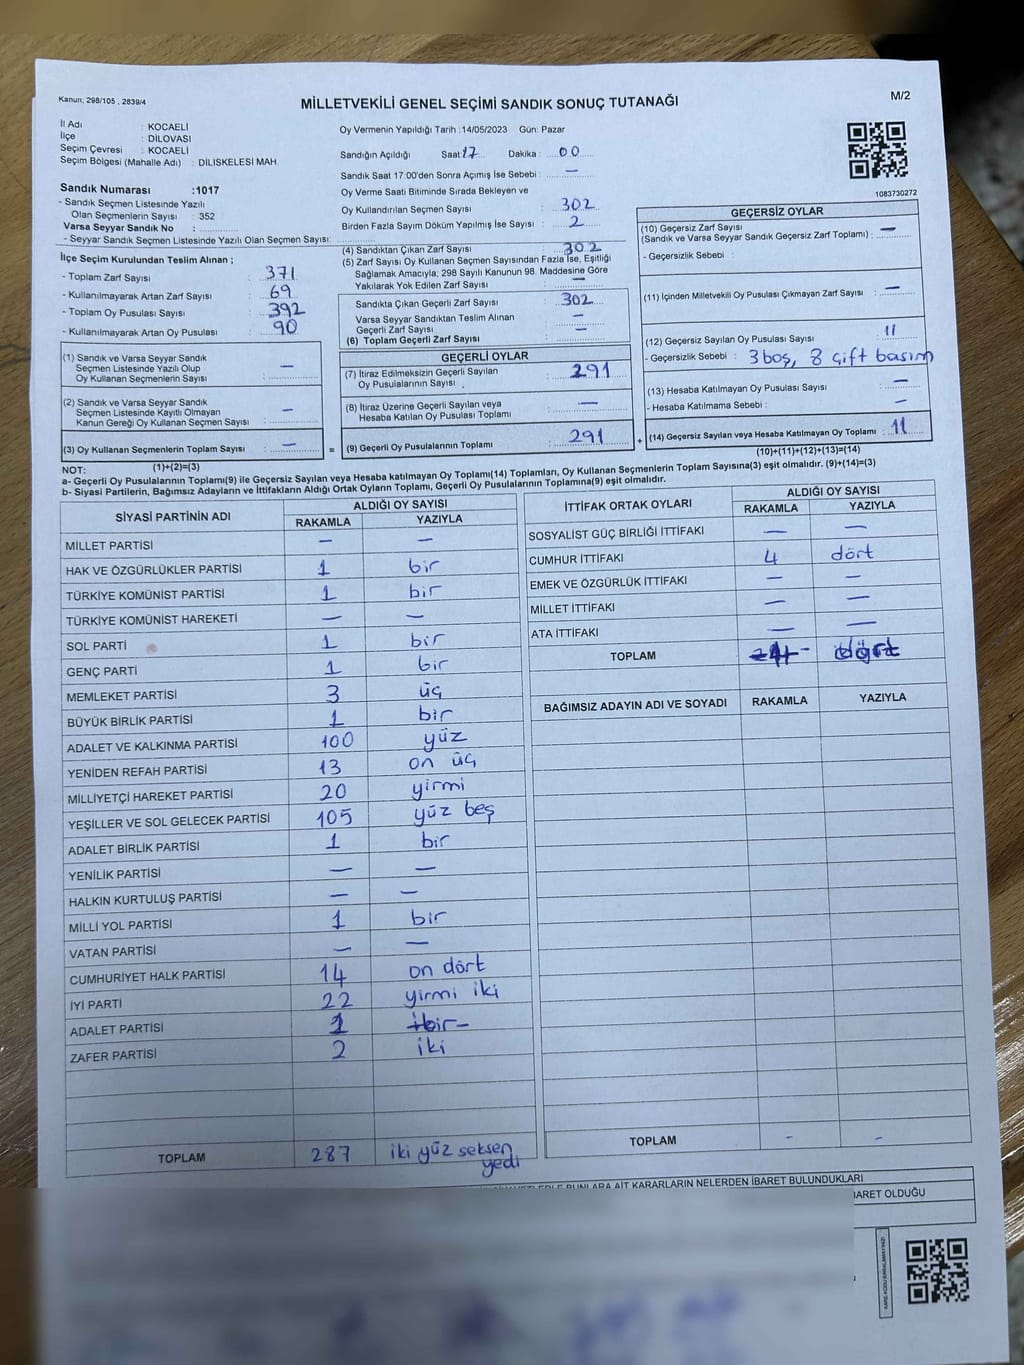 Kanun: 298/105 , 2839/4
MİLLETVEKİLİ GENEL SEÇİMİ SANDIK SONUÇ TUTANAĞI
M/2
İl Adı : KOCAELİ
İlçe : DİLOVASI
Seçim Çevresi : KOCAELİ
Seçim Bölgesi (Mahalle Adı) : DİLİSKELESİ MAH.
Sandık Numarası :1017
- Sandık Seçmen Listesinde Yazılı
Olan Seçmenlerin Sayısı : 352
Varsa Seyyar Sandık No :
- Seyyar Sandık Seçmen Listesinde Yazılı Olan Seçmen Sayısı:
Oy Vermenin Yapıldığı Tarih :14/05/2023 Gün: Pazar
Sandığın Açıldığı Saat:17 Dakika : 00
Sandık Saat 17:00'den Sonra Açımış İse Sebebi : —
Oy Verme Saati Bitiminde Sırada Bekleyen ve
Oy Kullandırılan Seçmen Sayısı : 302
Birden Fazla Sayım Döküm Yapılmış İse Sayısı : 2
1083730272
İlçe Seçim Kurulundan Teslim Alınan ;
- Toplam Zarf Sayısı : 371
- Kullanılmayarak Artan Zarf Sayısı : 69
- Toplam Oy Pusulası Sayısı : 392
- Kullanılmayarak Artan Oy Pusulası : 90
(1) Sandık ve Varsa Seyyar Sandık
Seçmen Listesinde Yazılı Olup
Oy Kullanan Seçmenlerin Sayısı : —
(2) Sandık ve Varsa Seyyar Sandık
Seçmen Listesinde Kayıtlı Olmayan
Kanun Gereği Oy Kullanan Seçmen Sayısı : —
(3) Oy Kullanan Seçmenlerin Toplam Sayısı : —
(1)+(2)=(3)
(4) Sandıktan Çıkan Zarf Sayısı : 302
(5) Zarf Sayısı Oy Kullanan Seçmen Sayısından Fazla İse, Eşitliği
Sağlamak Amacıyla; 298 Sayılı Kanunun 98. Maddesine Göre
Yakılarak Yok Edilen Zarf Sayısı : —
Sandıkta Çıkan Geçerli Zarf Sayısı : 302
Varsa Seyyar Sandıktan Teslim Alınan
Geçerli Zarf Sayısı : —
(6) Toplam Geçerli Zarf Sayısı : —
GEÇERLİ OYLAR
(7) İtiraz Edilmeksizin Geçerli Sayılan
Oy Pusulalarının Sayısı : 291
(8) İtiraz Üzerine Geçerli Sayılan veya
Hesaba Katılan Oy Pusulası Toplamı : —
= (9) Geçerli Oy Pusulalarının Toplamı : 291
GEÇERSİZ OYLAR
(10) Geçersiz Zarf Sayısı
(Sandık ve Varsa Seyyar Sandık Geçersiz Zarf Toplamı) : —
- Geçersizlik Sebebi :
(11) İçinden Milletvekili Oy Pusulası Çıkmayan Zarf Sayısı : —
(12) Geçersiz Sayılan Oy Pusulası Sayısı : 11
- Geçersizlik Sebebi : 3 boş, 8 çift basım
(13) Hesaba Katılmayan Oy Pusulası Sayısı : —
- Hesaba Katılmama Sebebi : —
+ (14) Geçersiz Sayılan veya Hesaba Katılmayan Oy Toplamı : 11
(10)+(11)+(12)+(13)=(14)
NOT:
a- Geçerli Oy Pusulalarının Toplamı(9) ile Geçersiz Sayılan veya Hesaba katılmayan Oy Toplamı(14) Toplamları, Oy Kullanan Seçmenlerin Toplam Sayısına(3) eşit olmalıdır. (9)+(14)=(3)
b- Siyasi Partilerin, Bağımsız Adayların ve İttifakların Aldığı Ortak Oyların Toplamı, Geçerli Oy Pusulalarının Toplamına(9) eşit olmalıdır.
SİYASİ PARTİNİN ADI ALDIĞI OY SAYISI
RAKAMLA YAZIYLA
MİLLET PARTİSİ — —
HAK VE ÖZGÜRLÜKLER PARTİSİ 1 bir
TÜRKİYE KOMÜNİST PARTİSİ 1 bir
TÜRKİYE KOMÜNİST HAREKETİ — —
SOL PARTİ 1 bir
GENÇ PARTİ 1 bir
MEMLEKET PARTİSİ 3 üç
BÜYÜK BİRLİK PARTİSİ 1 bir
ADALET VE KALKINMA PARTİSİ 100 yüz
YENİDEN REFAH PARTİSİ 13 on üç
MİLLİYETÇİ HAREKET PARTİSİ 20 yirmi
YEŞİLLER VE SOL GELECEK PARTİSİ 105 yüz beş
ADALET BİRLİK PARTİSİ 1 bir
YENİLİK PARTİSİ — —
HALKIN KURTULUŞ PARTİSİ — —
MİLLİ YOL PARTİSİ 1 bir
VATAN PARTİSİ — —
CUMHURİYET HALK PARTİSİ 14 on dört
İYİ PARTİ 22 yirmi iki
ADALET PARTİSİ 1 bir
ZAFER PARTİSİ 2 iki
TOPLAM 287 iki yüz seksen
yedi
İTTİFAK ORTAK OYLARI ALDIĞI OY SAYISI
RAKAMLA YAZIYLA
SOSYALİST GÜÇ BİRLİĞİ İTTİFAKI — —
CUMHUR İTTİFAKI 4 dört
EMEK VE ÖZGÜRLÜK İTTİFAKI — —
MİLLET İTTİFAKI — —
ATA İTTİFAKI — —
TOPLAM 4 dört
BAĞIMSIZ ADAYIN ADI VE SOYADI RAKAMLA YAZIYLA
TOPLAM - -
BUNLARA AİT KARARLARIN NELERDEN İBARET BULUNDUKLARI
OLDUĞU